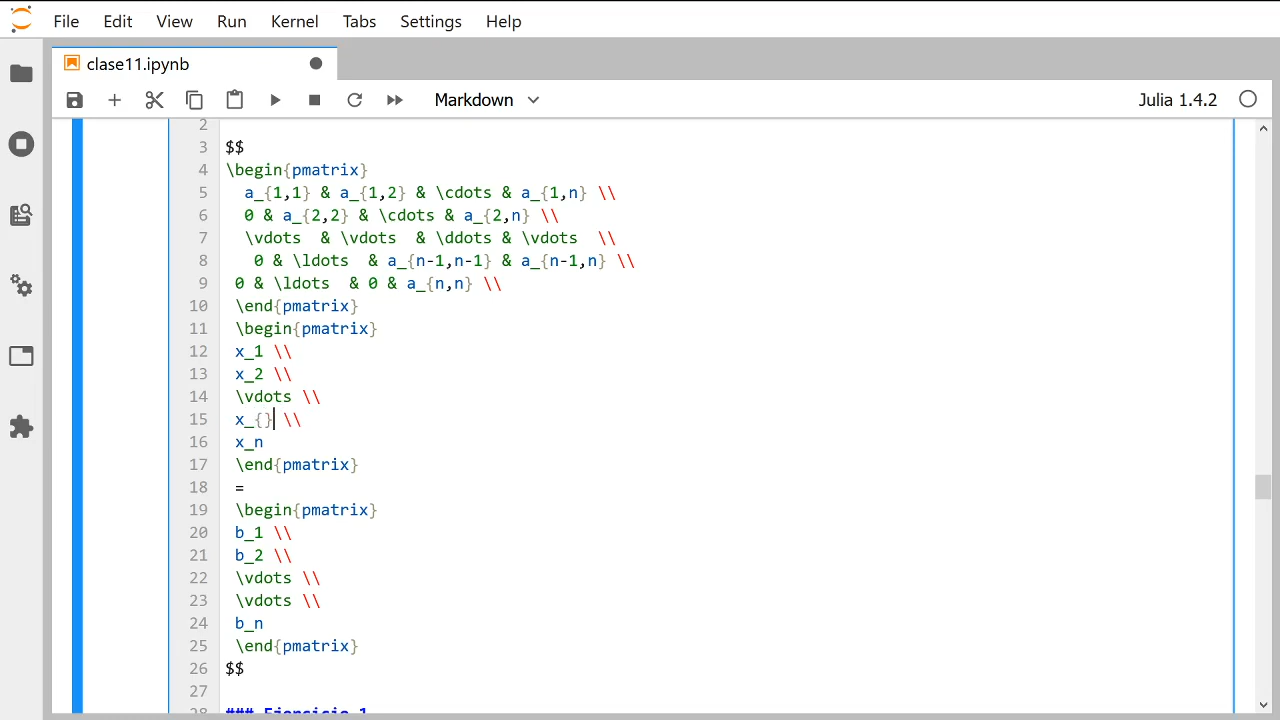 File Edit View Run Kernel Tabs Settings Help
clase11.ipynb
Markdown Julia 1.4.2
2
3 $$
4 \begin{pmatrix}
5 a_{1,1} & a_{1,2} & \cdots & a_{1,n} \\
6 0 & a_{2,2} & \cdots & a_{2,n} \\
7 \vdots & \vdots & \ddots & \vdots \\
8 0 & \ldots & a_{n-1,n-1} & a_{n-1,n} \\
9 0 & \ldots & 0 & a_{n,n} \\
10 \end{pmatrix}
11 \begin{pmatrix}
12 x_1 \\
13 x_2 \\
14 \vdots \\
15 x_{} \\
16 x_n
17 \end{pmatrix}
18 =
19 \begin{pmatrix}
20 b_1 \\
21 b_2 \\
22 \vdots \\
23 \vdots \\
24 b_n
25 \end{pmatrix}
26 $$
27
28 ### Ejercicio 1